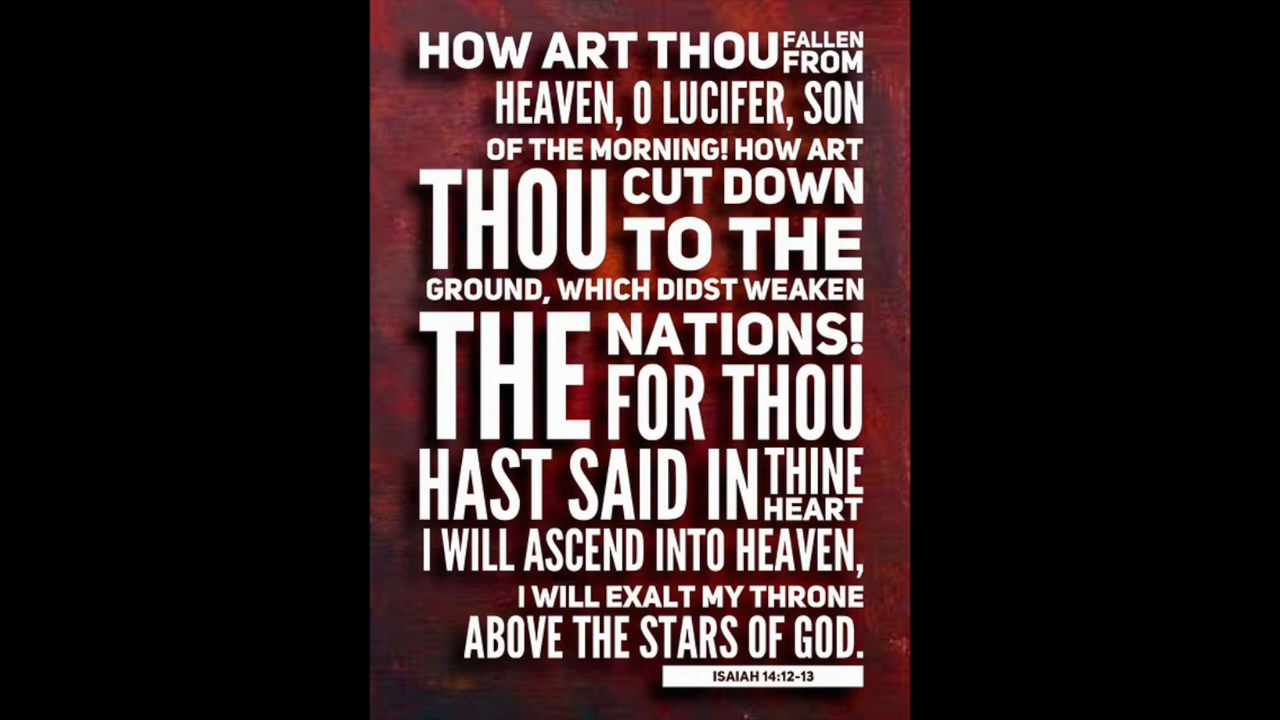 HOW ART THOU FALLEN FROM
HEAVEN, O LUCIFER, SON
OF THE MORNING! HOW ART
THOU CUT DOWN
TO THE
GROUND, WHICH DIDST WEAKEN
THE NATIONS!
FOR THOU
HAST SAID IN THINE HEART
I WILL ASCEND INTO HEAVEN,
I WILL EXALT MY THRONE
ABOVE THE STARS OF GOD.
ISAIAH 14:12-13